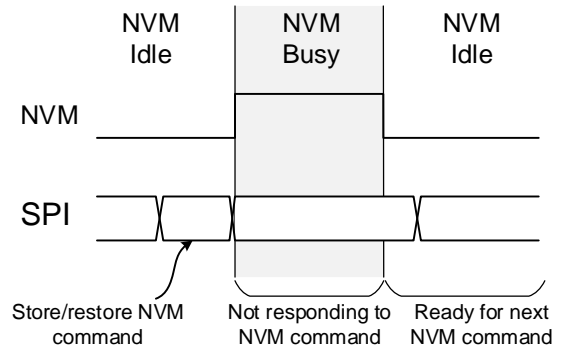 NVM
Idle
NVM
Busy
NVM
Idle
NVM
SPI
Store/restore NVM
command
Not responding to
NVM command
Ready for next
NVM command